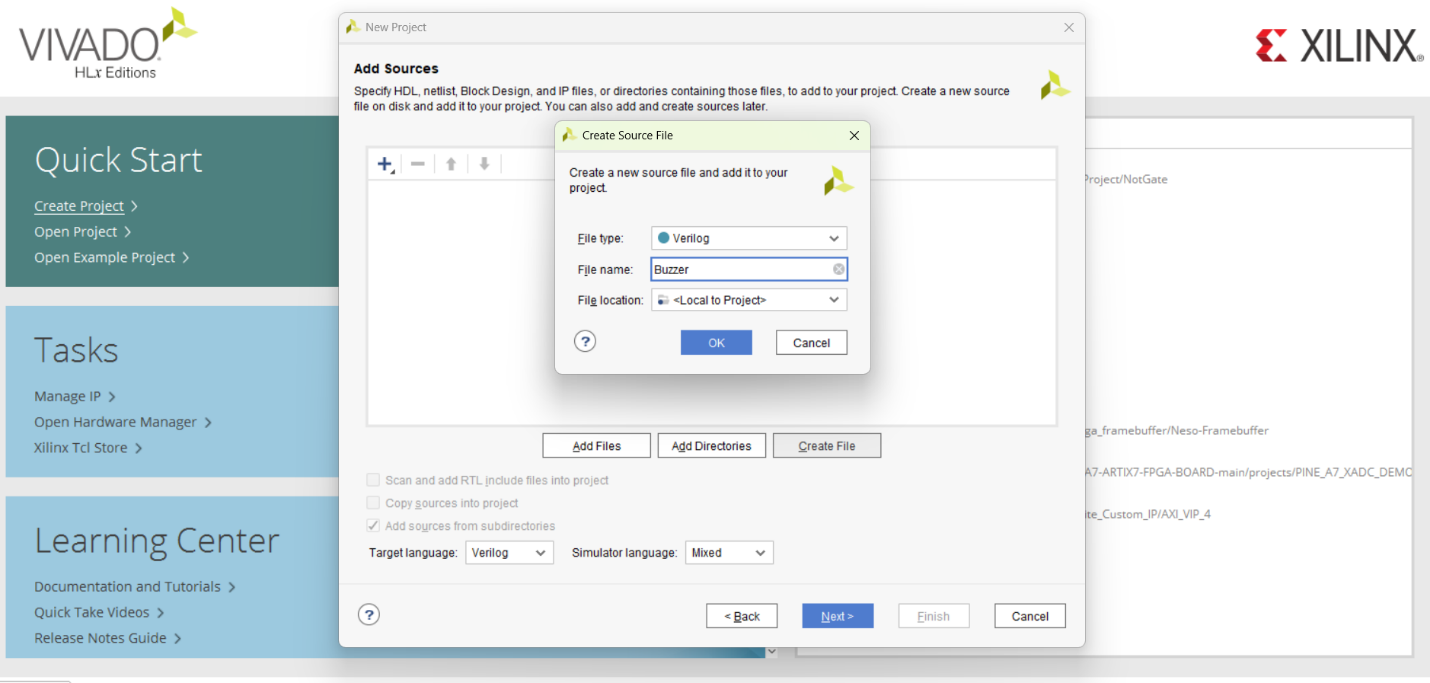 VIVADO
HLx Editions
XILINX
Quick Start
Create Project >
Open Project >
Open Example Project >
Tasks
Manage IP >
Open Hardware Manager >
Xilinx Tcl Store >
Learning Center
Documentation and Tutorials >
Quick Take Videos >
Release Notes Guide >
New Project
Add Sources
Specify HDL, netlist, Block Design, and IP files, or directories containing those files, to add to your project. Create a new source
file on disk and add it to your project. You can also add and create sources later.
Create Source File
Create a new source file and add it to your
project.
File type: Verilog
File name: Buzzer
File location: <Local to Project>
?
OK
Cancel
Add Files
Add Directories
Create File
Scan and add RTL include files into project
Copy sources into project
Add sources from subdirectories
Target language: Verilog
Simulator language: Mixed
?
< Back
Next >
Finish
Cancel
Project/NotGate
ga_framebuffer/Neso-Framebuffer
A7-ARTIX7-FPGA-BOARD-main/projects/PINE_A7_XADC_DEMO
ite_Custom_IP/AXI_VIP_4